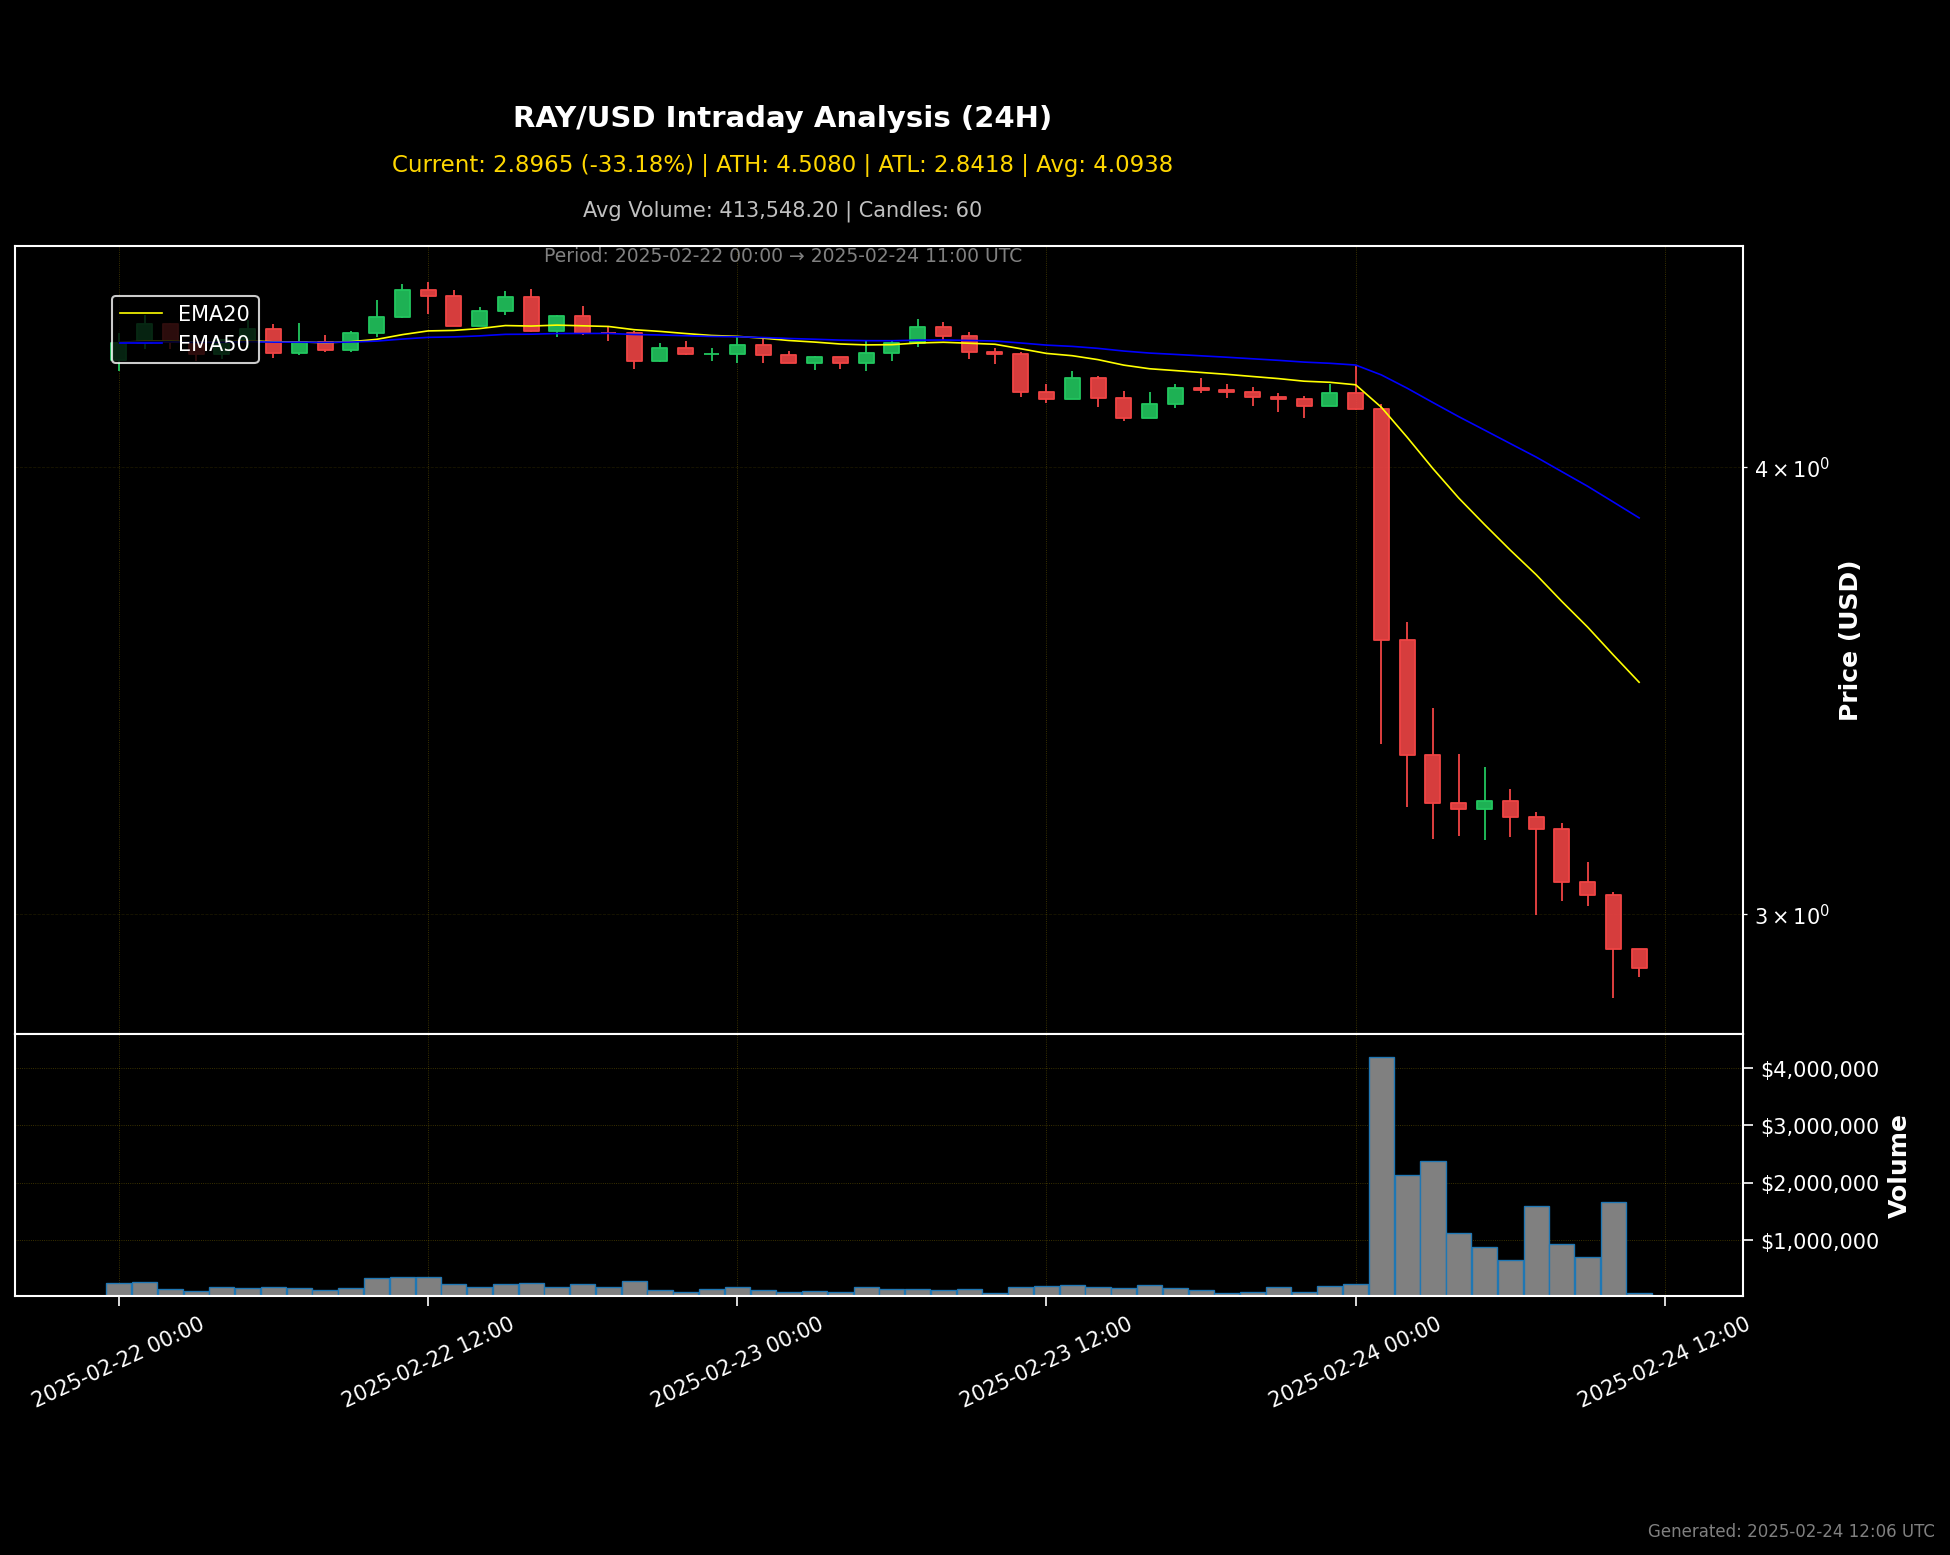 RAY/USD Intraday Analysis (24H)
Current: 2.8965 (-33.18%) | ATH: 4.5080 | ATL: 2.8418 | Avg: 4.0938
Avg Volume: 413,548.20 | Candles: 60
Period: 2025-02-22 00:00 → 2025-02-24 11:00 UTC
EMA20
EMA50
4 × 10⁰
3 × 10⁰
Price (USD)
$4,000,000
$3,000,000
$2,000,000
$1,000,000
Volume
2025-02-22 00:00
2025-02-22 12:00
2025-02-23 00:00
2025-02-23 12:00
2025-02-24 00:00
2025-02-24 12:00
Generated: 2025-02-24 12:06 UTC